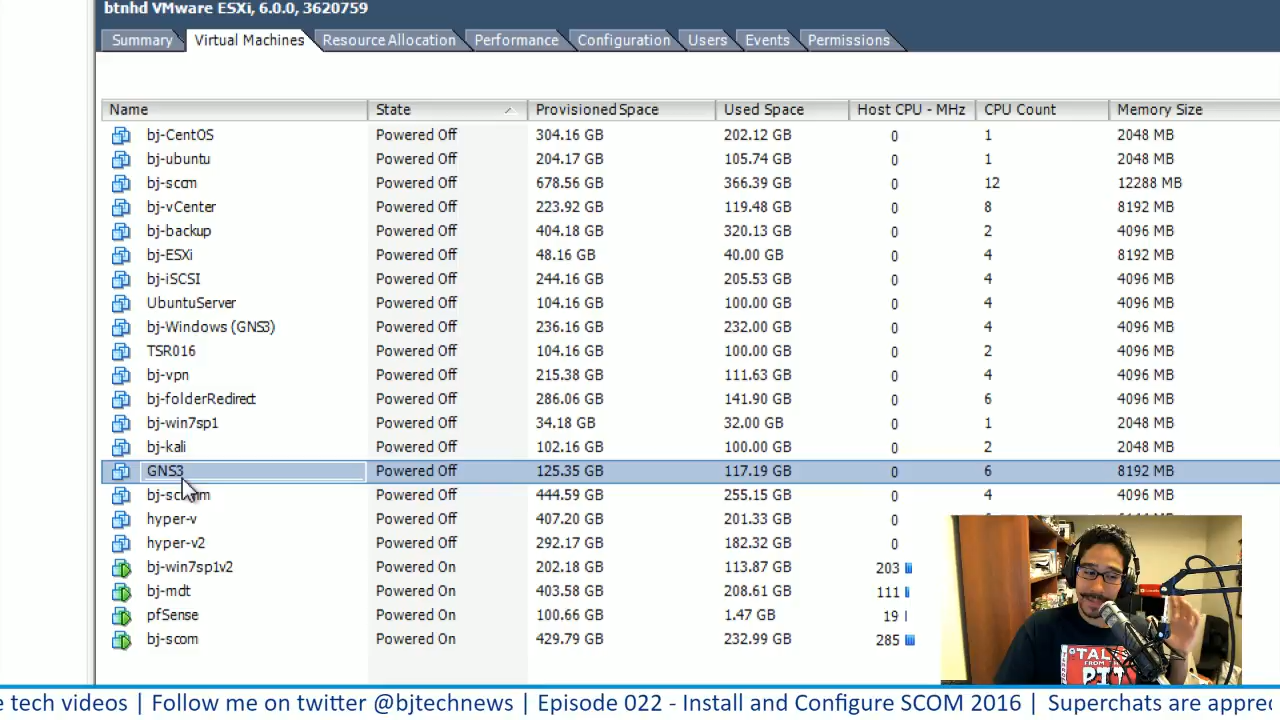 btnhd VMware ESXi, 6.0.0, 3620759
Summary Virtual Machines Resource Allocation Performance Configuration Users Events Permissions
Name State Provisioned Space Used Space Host CPU - MHz CPU Count Memory Size
bj-CentOS Powered Off 304.16 GB 202.12 GB 0 1 2048 MB
bj-ubuntu Powered Off 204.17 GB 105.74 GB 0 1 2048 MB
bj-sccm Powered Off 678.56 GB 366.39 GB 0 12 12288 MB
bj-vCenter Powered Off 223.92 GB 119.48 GB 0 8 8192 MB
bj-backup Powered Off 404.18 GB 320.13 GB 0 2 4096 MB
bj-ESXi Powered Off 48.16 GB 40.00 GB 0 4 8192 MB
bj-iSCSI Powered Off 244.16 GB 205.53 GB 0 4 4096 MB
UbuntuServer Powered Off 104.16 GB 100.00 GB 0 4 4096 MB
bj-Windows (GNS3) Powered Off 236.16 GB 232.00 GB 0 4 4096 MB
TSR016 Powered Off 104.16 GB 100.00 GB 0 2 4096 MB
bj-vpn Powered Off 215.38 GB 111.63 GB 0 4 4096 MB
bj-folderRedirect Powered Off 286.06 GB 141.90 GB 0 6 4096 MB
bj-win7sp1 Powered Off 34.18 GB 32.00 GB 0 1 2048 MB
bj-kali Powered Off 102.16 GB 100.00 GB 0 2 2048 MB
GNS3 Powered Off 125.35 GB 117.19 GB 0 6 8192 MB
Powered Off 444.59 GB 255.15 GB 0 4 4096 MB
hyper-v Powered Off 407.20 GB 201.33 GB 0
hyper-v2 Powered Off 292.17 GB 182.32 GB 0
bj-win7sp1v2 Powered On 202.18 GB 113.87 GB 203
bj-mdt Powered On 403.58 GB 208.61 GB 111
pfSense Powered On 100.66 GB 1.47 GB 19
bj-scom Powered On 429.79 GB 232.99 GB 285
TALES
FROM THE
PIT
e tech videos | Follow me on twitter @bjtechnews | Episode 022 - Install and Configure SCOM 2016 | Superchats are apprec